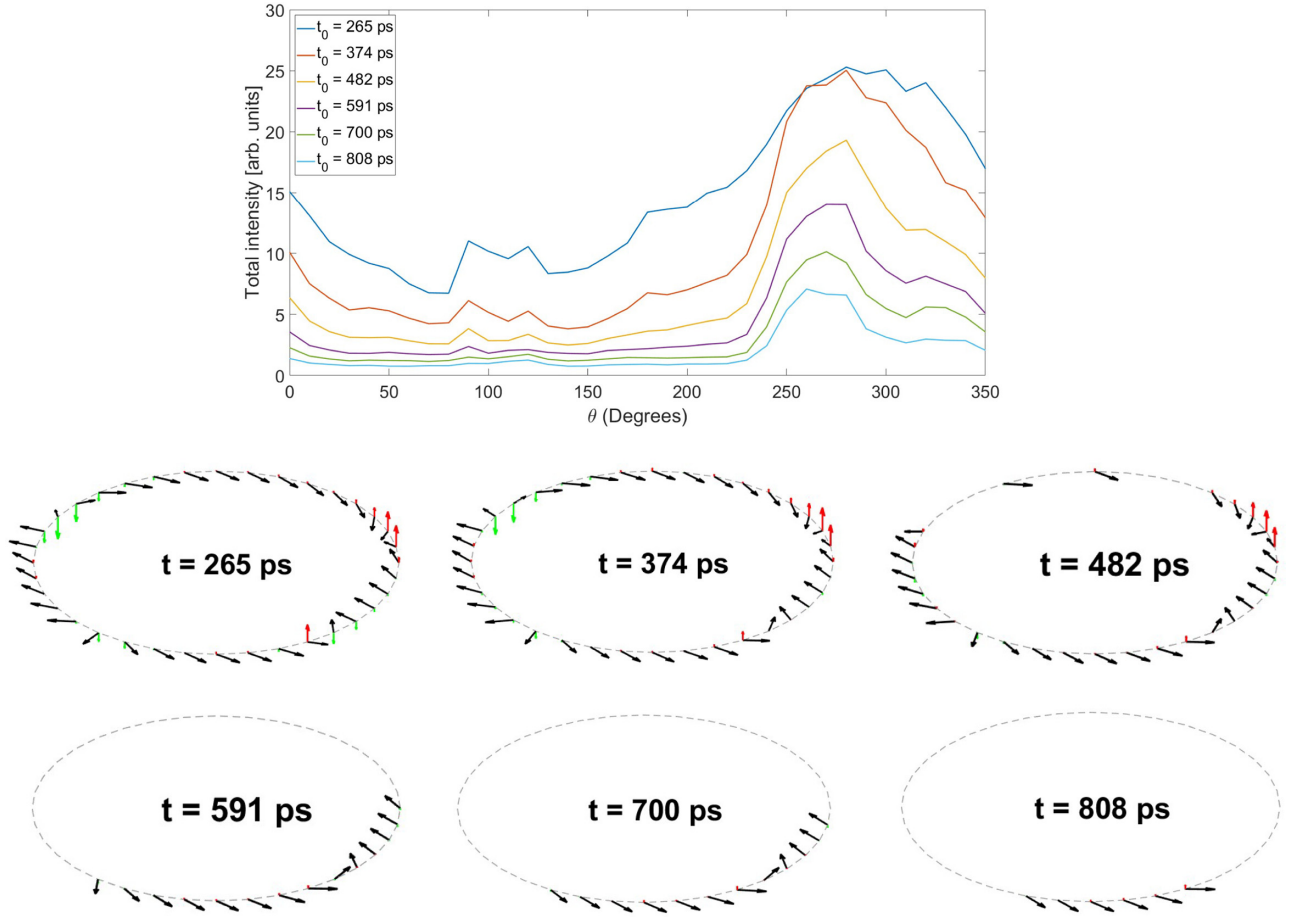 30
25
20
15
10
5
0
Total intensity [arb. units]
t0 = 265 ps
t0 = 374 ps
t0 = 482 ps
t0 = 591 ps
t0 = 700 ps
t0 = 808 ps
0 50 100 150 200 250 300 350
θ (Degrees)
t = 265 ps
t = 374 ps
t = 482 ps
t = 591 ps
t = 700 ps
t = 808 ps